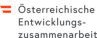 Österreichische
Entwicklungs-
zusammenarbeit